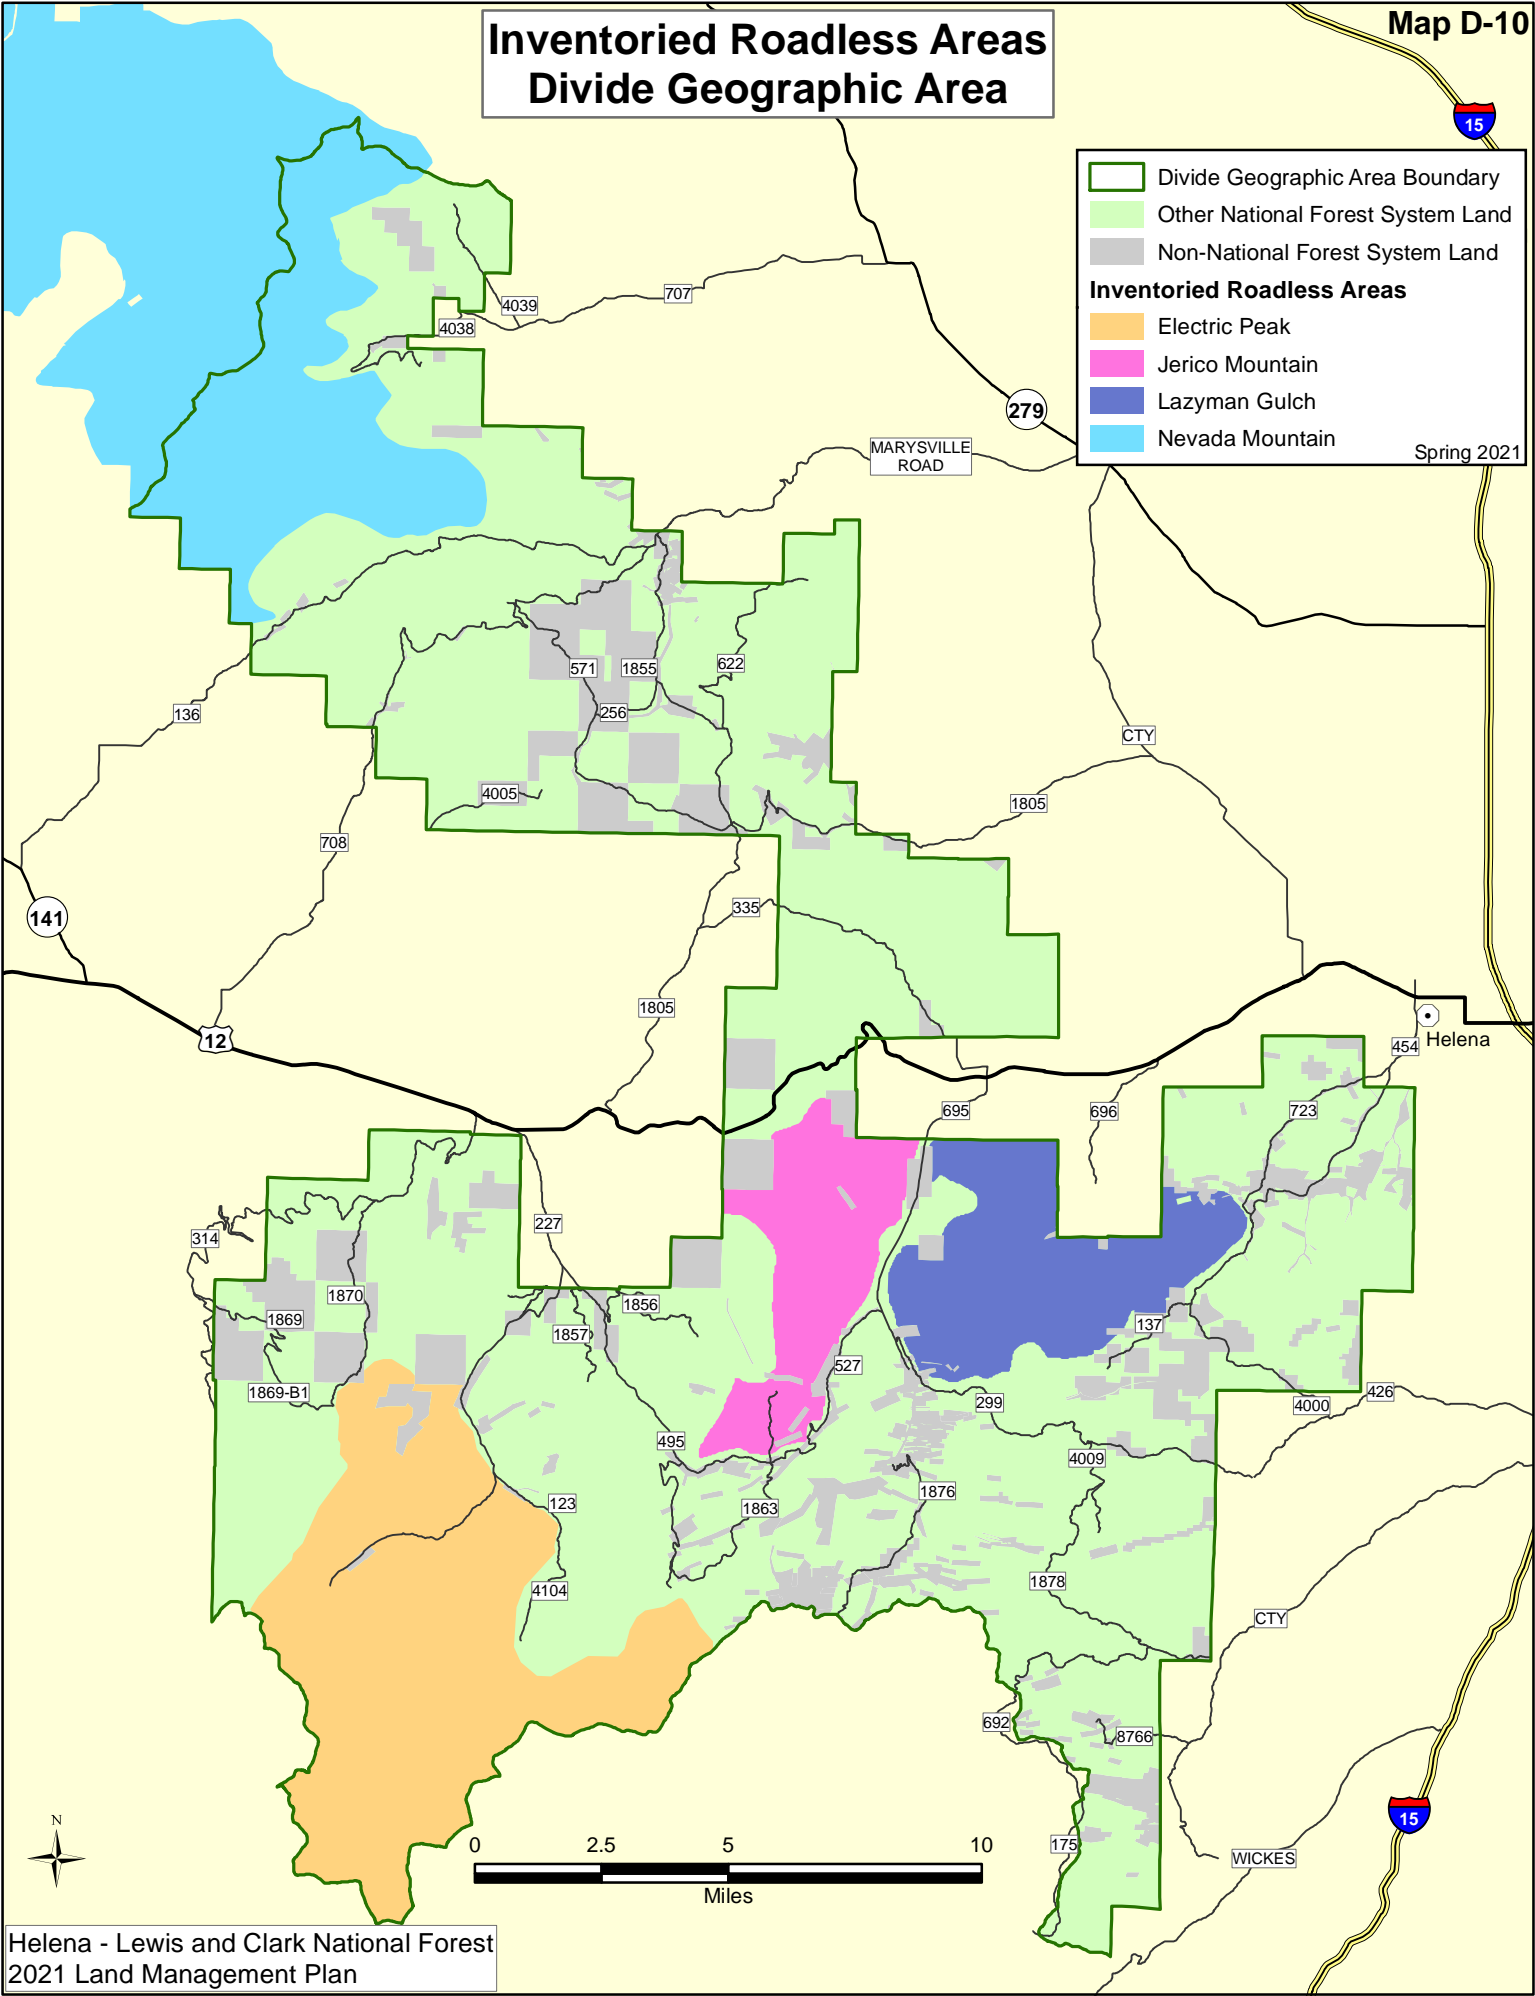 Inventoried Roadless Areas
Divide Geographic Area
Map D-10
15
Divide Geographic Area Boundary
Other National Forest System Land
Non-National Forest System Land
Inventoried Roadless Areas
Electric Peak
Jerico Mountain
Lazyman Gulch
Nevada Mountain
Spring 2021
4039
707
4038
279
MARYSVILLE
ROAD
571
1855
622
136
256
CTY
4005
1805
708
335
141
1805
12
454
Helena
695
696
723
227
314
1870
1856
1869
1857
137
527
1869-B1
299
4000
426
495
4009
123
1863
1876
4104
1878
CTY
692
8766
15
175
WICKES
N
0
2.5
5
10
Miles
Helena - Lewis and Clark National Forest
2021 Land Management Plan